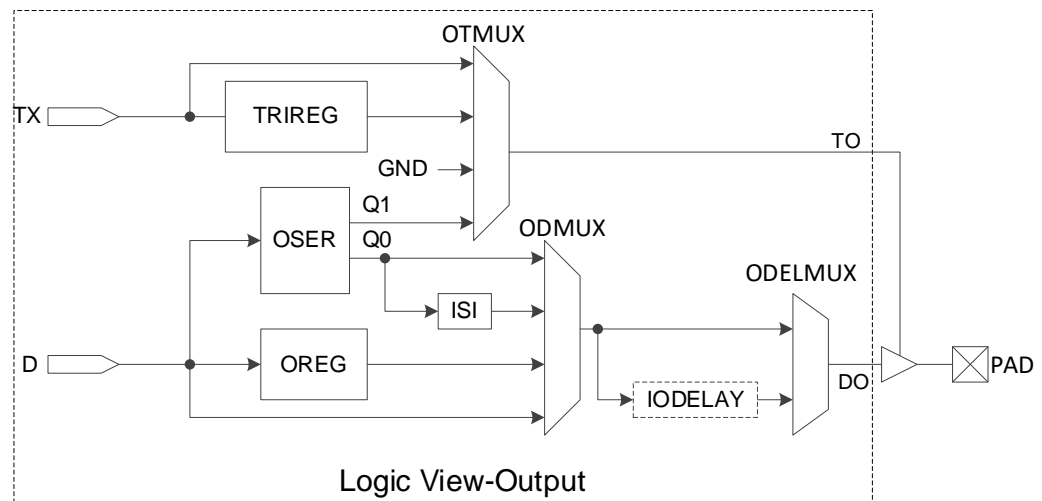 OTMUX
TX
TRIREG
TO
GND
Q1
OSER
Q0
ODMUX
ODELMUX
ISI
D
OREG
DO
PAD
IODELAY
Logic View-Output